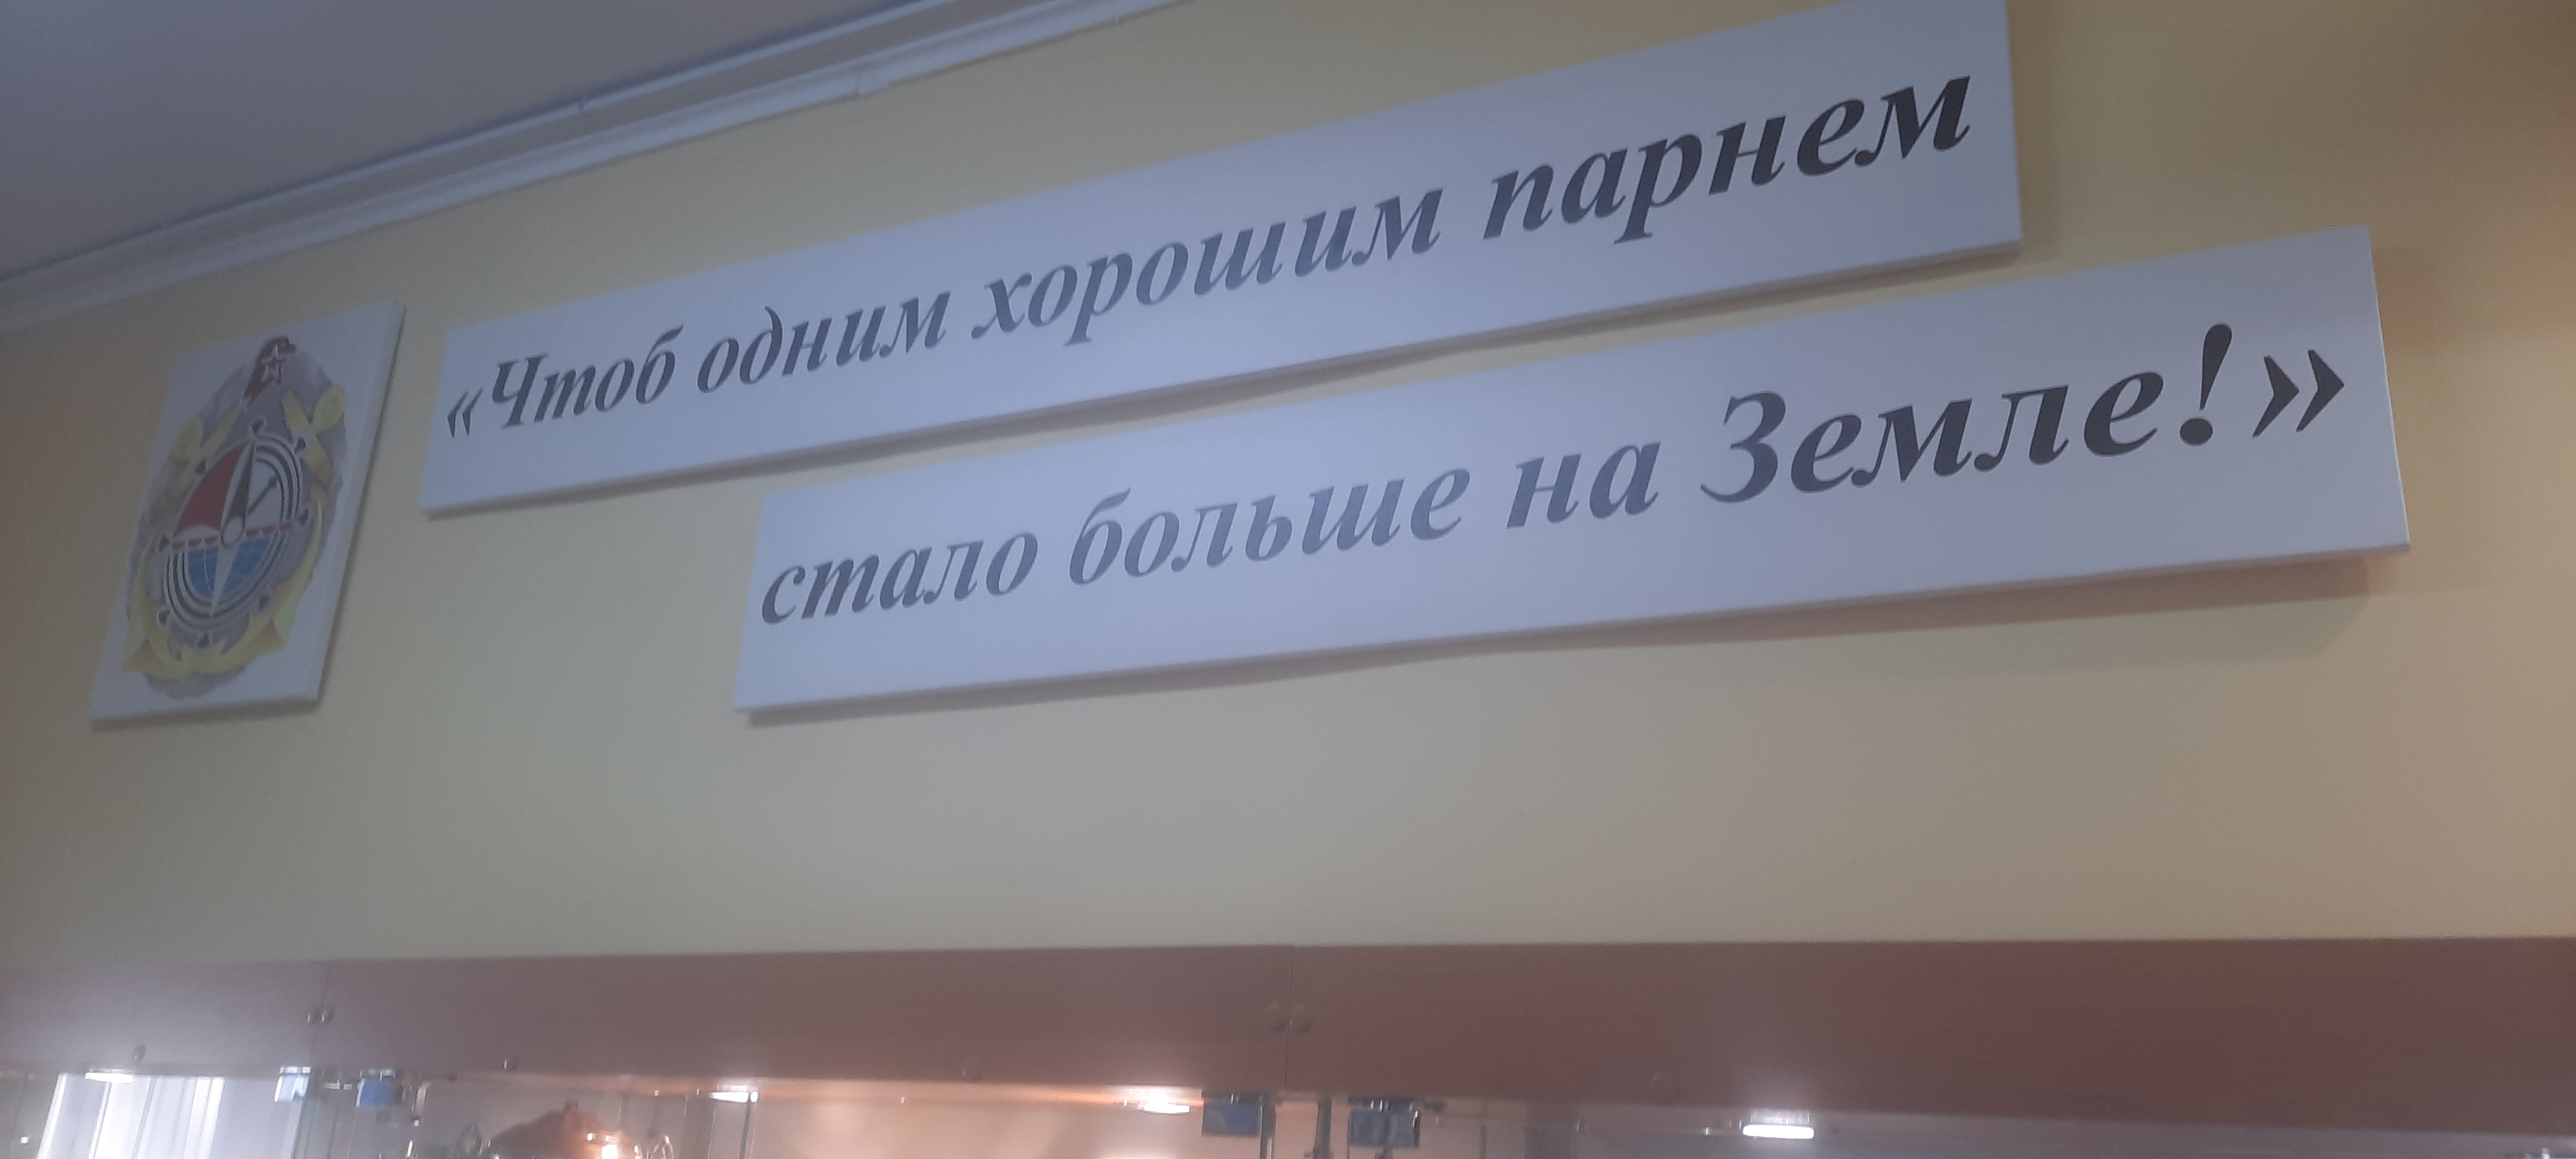 «Чтоб одним хорошим парнем
стало больше на Земле!»